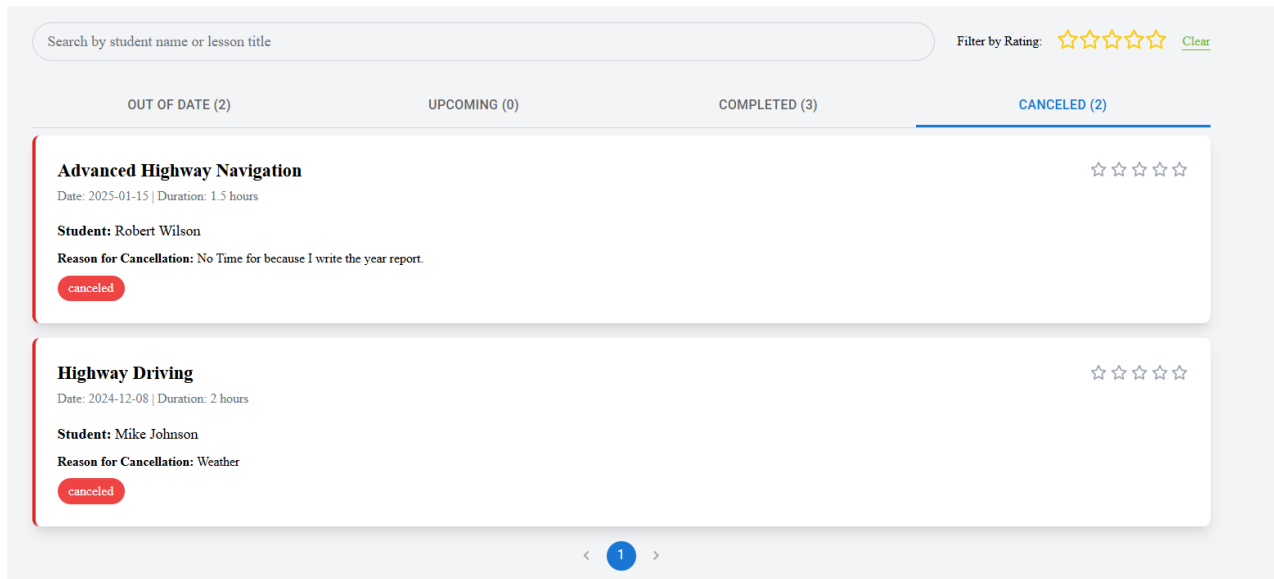 Search by student name or lesson title
Filter by Rating:
Clear
OUT OF DATE (2)
UPCOMING (0)
COMPLETED (3)
CANCELED (2)
Advanced Highway Navigation
Date: 2025-01-15 | Duration: 1.5 hours
Student: Robert Wilson
Reason for Cancellation: No Time for because I write the year report.
canceled
Highway Driving
Date: 2024-12-08 | Duration: 2 hours
Student: Mike Johnson
Reason for Cancellation: Weather
canceled
1